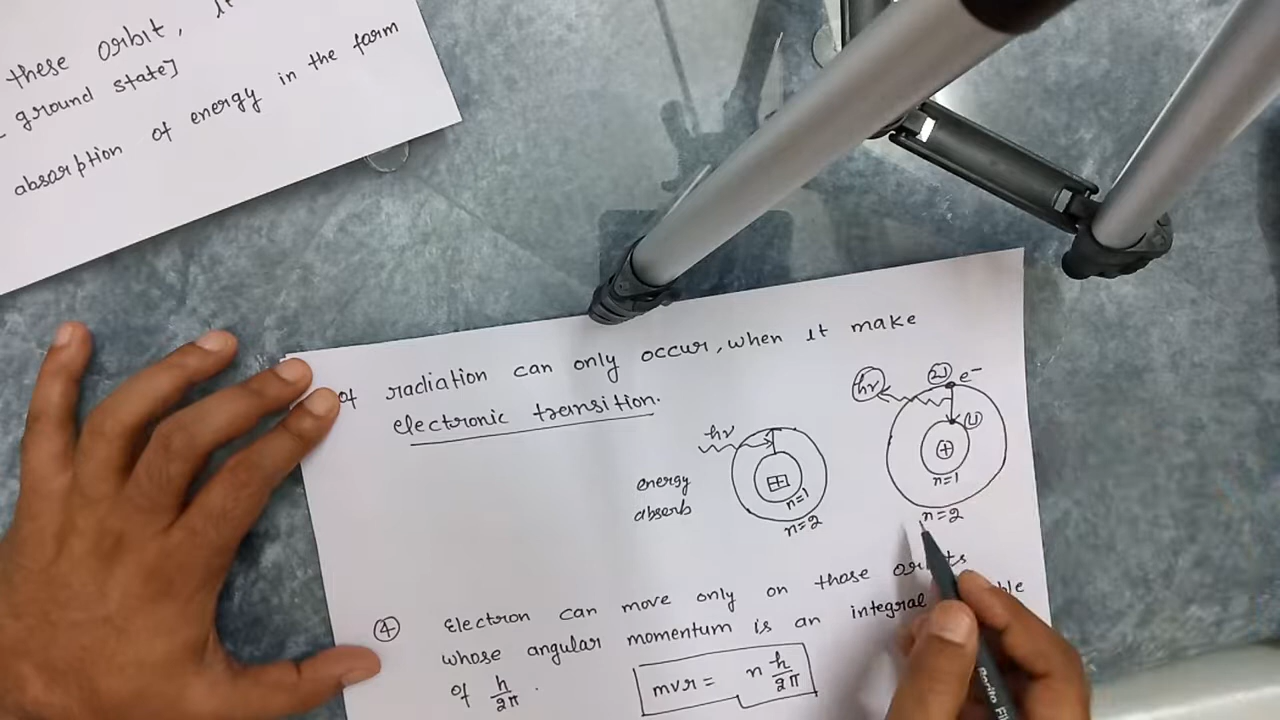 these orbit, it
ground state]
absorption of energy in the form
of radiation can only occur, when it make
electronic transition.
hν
energy
absorb
n=1
n=2
hν
(2) e-
(1)
+
n=1
n=2
④ Electron can move only on those orbits
whose angular momentum is an integral
of h/2π.
mvr = n h/2π